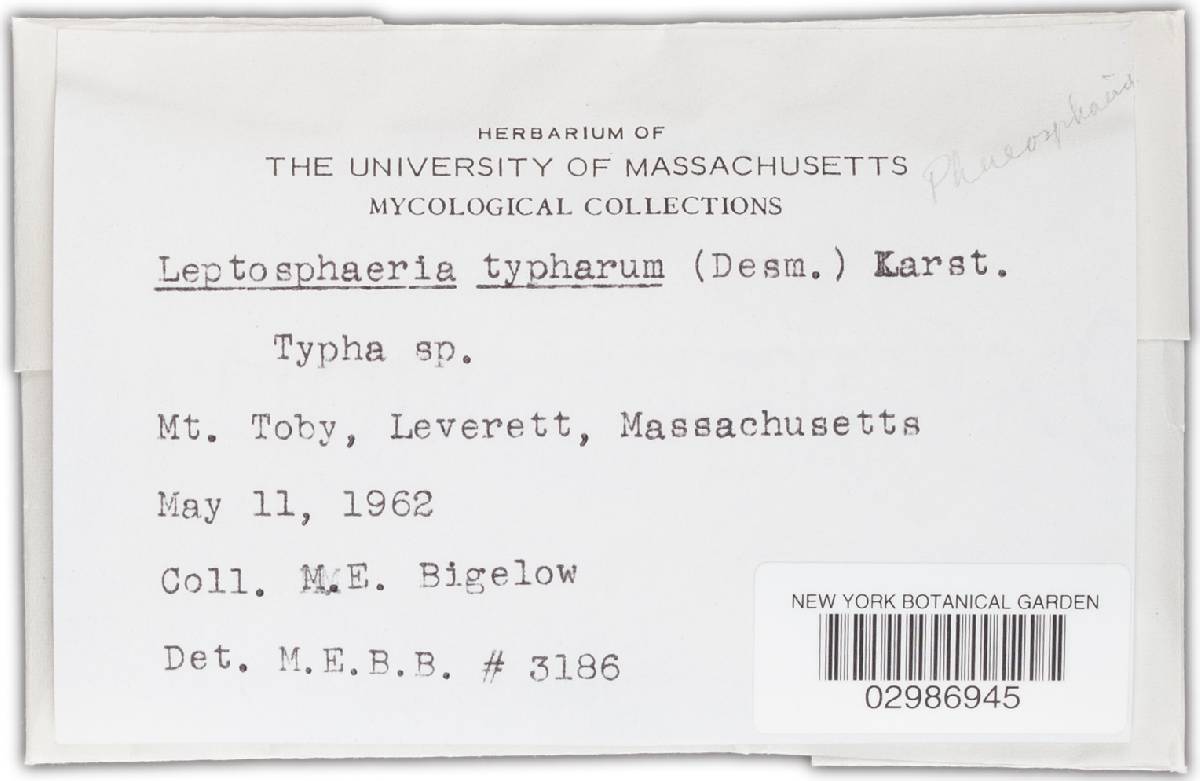 Phaeosphaeria
HERBARIUM OF
THE UNIVERSITY OF MASSACHUSETTS
MYCOLOGICAL COLLECTIONS
Leptosphaeria typharum (Desm.) Karst.
Typha sp.
Mt. Toby, Leverett, Massachusetts
May 11, 1962
Coll. M.E. Bigelow
Det. M.E.B.B. # 3186
NEW YORK BOTANICAL GARDEN
02986945